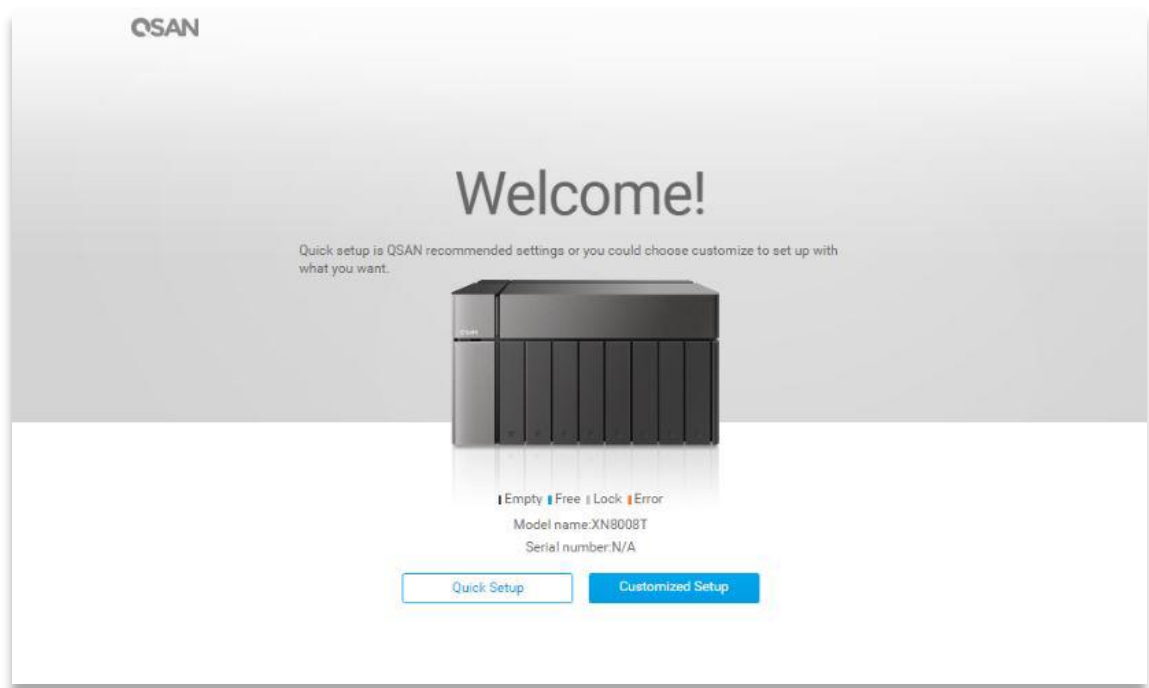 QSAN
Welcome!
Quick setup is QSAN recommended settings or you could choose customize to set up with
what you want.
QSAN
Empty Free Lock Error
Model name:XN8008T
Serial number:N/A
Quick Setup
Customized Setup